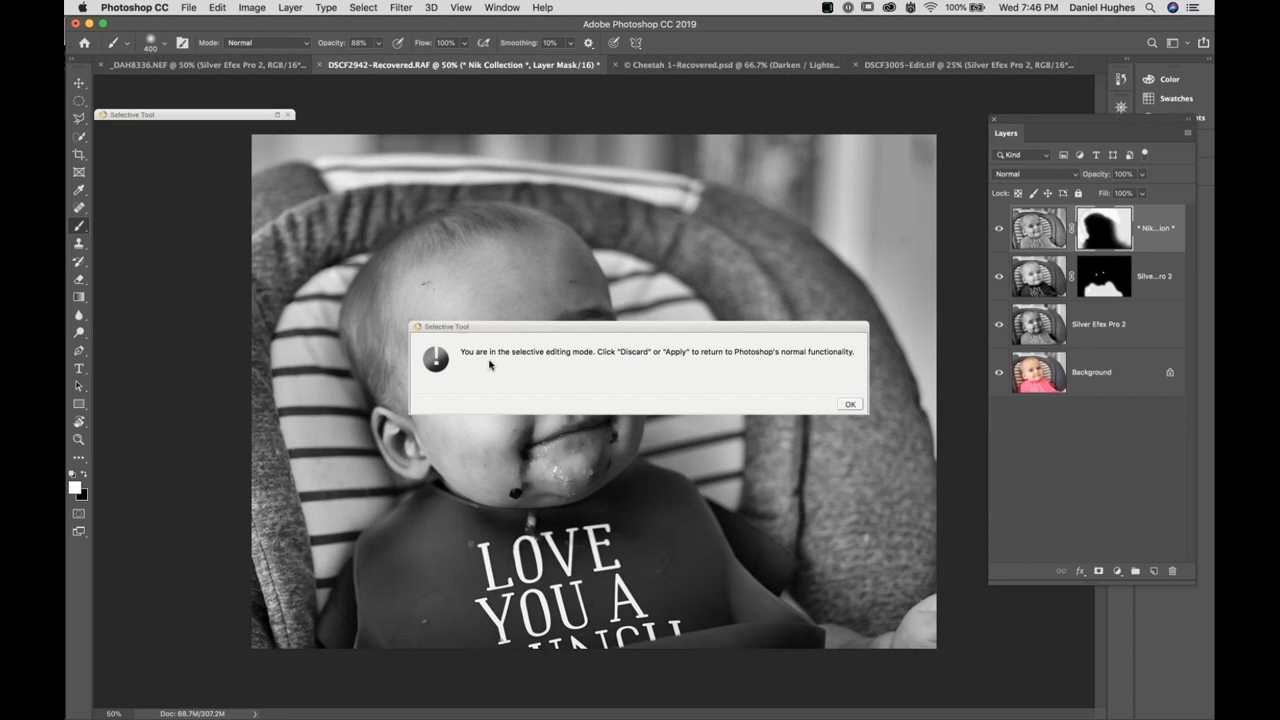 Photoshop CC File Edit Image Layer Type Select Filter 3D View Window Help 100% Wed 7:46 PM Daniel Hughes
Adobe Photoshop CC 2019
400 Mode: Normal Opacity: 88% Flow: 100% Smoothing: 10%
_DAH8336.NEF @ 50% (Silver Efex Pro 2, RGB/16*... DSCF2942-Recovered.RAF @ 50% (* Nik Collection *, Layer Mask/16) * © Cheetah 1-Recovered.psd @ 66.7% (Darken / Lighte... DSCF3005-Edit.tif @ 25% (Silver Efex Pro 2, RGB/16*...
Color
Swatches
Selective Tool
Layers
Kind
Normal Opacity: 100%
Lock: Fill: 100%
* Nik...ion *
Silve...ro 2
Silver Efex Pro 2
Background
Selective Tool
You are in the selective editing mode. Click "Discard" or "Apply" to return to Photoshop's normal functionality.
OK
LOVE
YOU A
50% Doc: 68.7M/307.2M